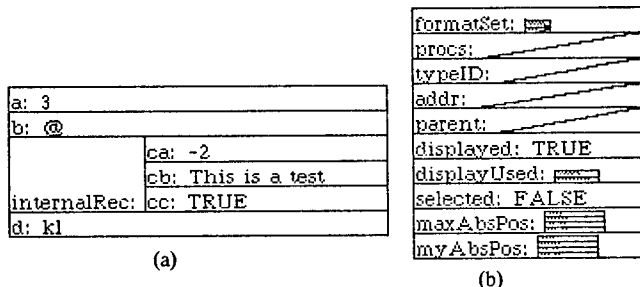 a: 3
b: @
internalRec:
ca: -2
cb: This is a test
cc: TRUE
d: kl
(a)
formatSet:
procs:
typeID:
addr:
parent:
displayed: TRUE
displayUsed:
selected: FALSE
maxAbsPos:
myAbsPos:
(b)